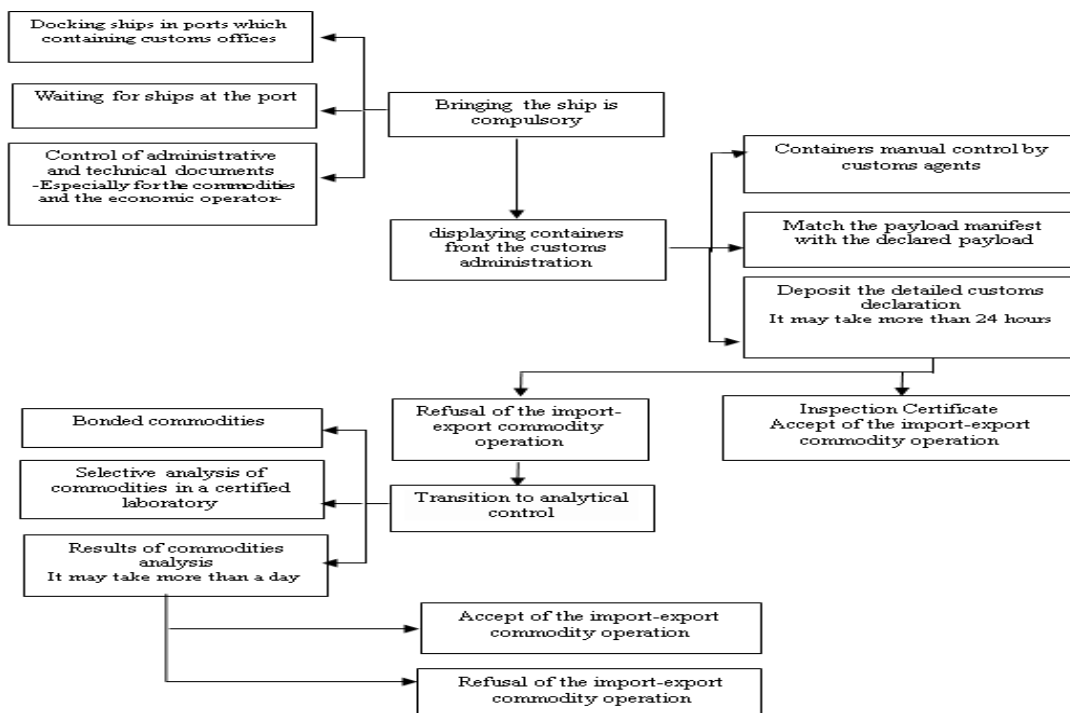 Docking ships in ports which
containing customs offices
Waiting for ships at the port
Control of administrative
and technical documents
-Especially for the commodities
and the economic operator-
Bringing the ship is
compulsory
displaying containers
front the customs
administration
Containers manual control by
customs agents
Match the payload manifest
with the declared payload
Deposit the detailed customs
declaration
It may take more than 24 hours
Refusal of the import-
export commodity
operation
Inspection Certificate
Accept of the import-export
commodity operation
Transition to analytical
control
Bonded commodities
Selective analysis of
commodities in a certified
laboratory
Results of commodities
analysis
It may take more than a day
Accept of the import-export
commodity operation
Refusal of the import-export
commodity operation